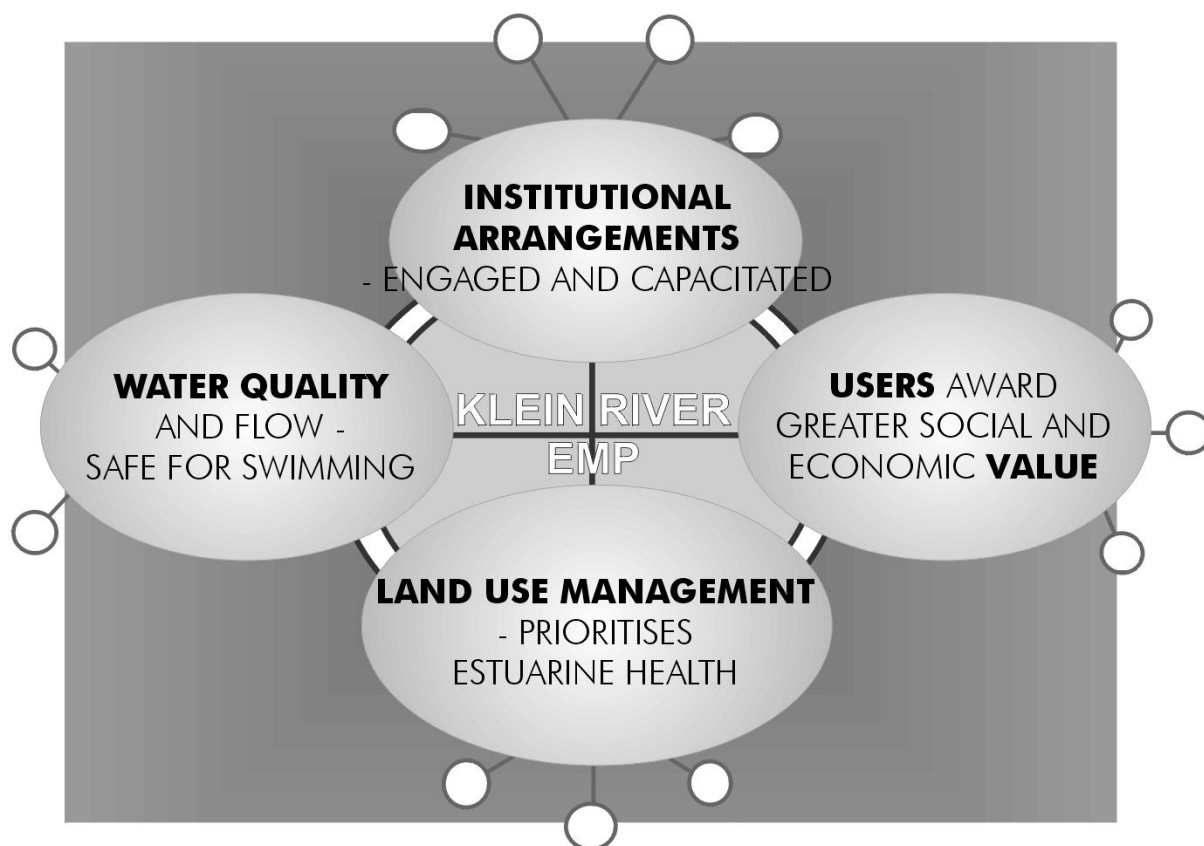 INSTITUTIONAL
ARRANGEMENTS
- ENGAGED AND CAPACITATED
WATER QUALITY
AND FLOW -
SAFE FOR SWIMMING
KLEIN RIVER
EMP
USERS AWARD
GREATER SOCIAL AND
ECONOMIC VALUE
LAND USE MANAGEMENT
- PRIORITISES
ESTUARINE HEALTH